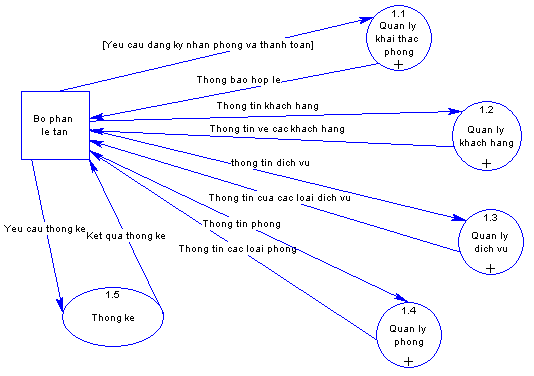 1.1
Quan ly
khai thac
phong
+
[Yeu cau dang ky nhan phong va thanh toan]
Thong bao hop le
Bo phan
le tan
Thong tin khach hang
1.2
Quan ly
khach hang
+
Thong tin ve cac khach hang
thong tin dich vu
Thong tin cua cac loai dich vu
1.3
Quan ly
dich vu
+
Thong tin phong
Thong tin cac loai phong
Yeu cau thong ke
Ket qua thong ke
1.5
Thong ke
1.4
Quan ly
phong
+